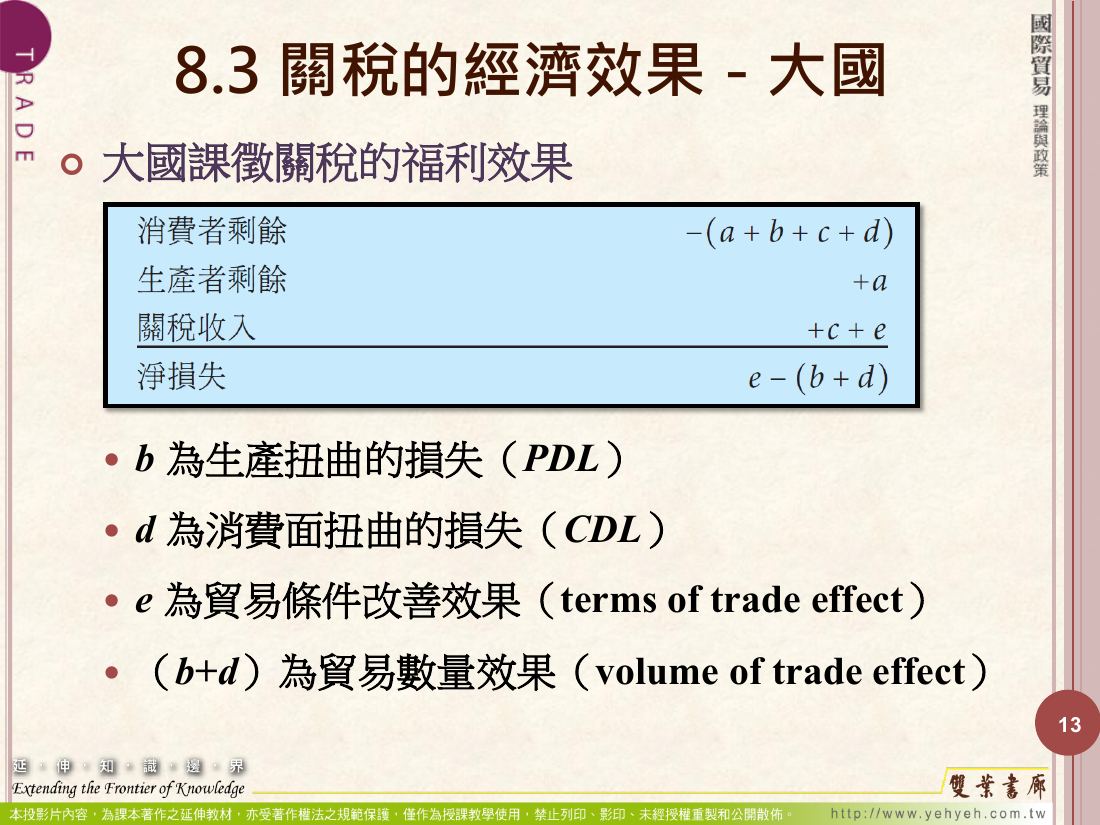 TRADE
國際貿易 理論與政策
8.3 關稅的經濟效果 - 大國
大國課徵關稅的福利效果
消費者剩餘 −(a + b + c + d)
生產者剩餘 +a
關稅收入 +c + e
淨損失 e − (b + d)
b 為生產扭曲的損失（PDL）
d 為消費面扭曲的損失（CDL）
e 為貿易條件改善效果（terms of trade effect）
（b+d）為貿易數量效果（volume of trade effect）
13
延。伸。知。識。邊。界
Extending the Frontier of Knowledge
雙葉書廊
本投影片內容，為課本著作之延伸教材，亦受著作權法之規範保護，僅作為授課教學使用，禁止列印、影印、未經授權重製和公開散佈。
http://www.yehyeh.com.tw